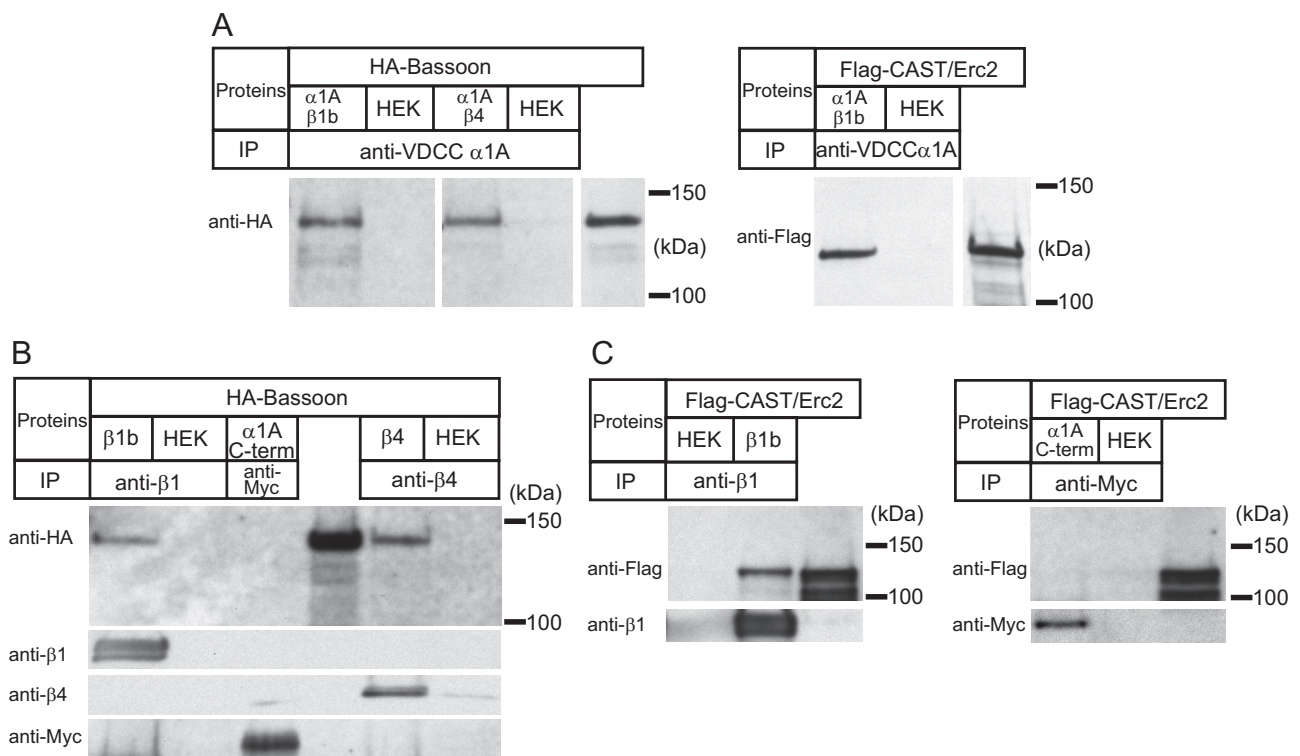 A
Proteins
HA-Bassoon
α1A
β1b
HEK
α1A
β4
HEK
IP
anti-VDCC α1A
anti-HA
150
(kDa)
100
Proteins
Flag-CAST/Erc2
α1A
β1b
HEK
IP
anti-VDCCα1A
anti-Flag
150
(kDa)
100
B
Proteins
HA-Bassoon
β1b
HEK
α1A
C-term
β4
HEK
IP
anti-β1
anti-
Myc
anti-β4
(kDa)
anti-HA
150
100
anti-β1
anti-β4
anti-Myc
C
Proteins
Flag-CAST/Erc2
HEK
β1b
IP
anti-β1
(kDa)
anti-Flag
150
100
anti-β1
Proteins
Flag-CAST/Erc2
α1A
C-term
HEK
IP
anti-Myc
(kDa)
anti-Flag
150
100
anti-Myc